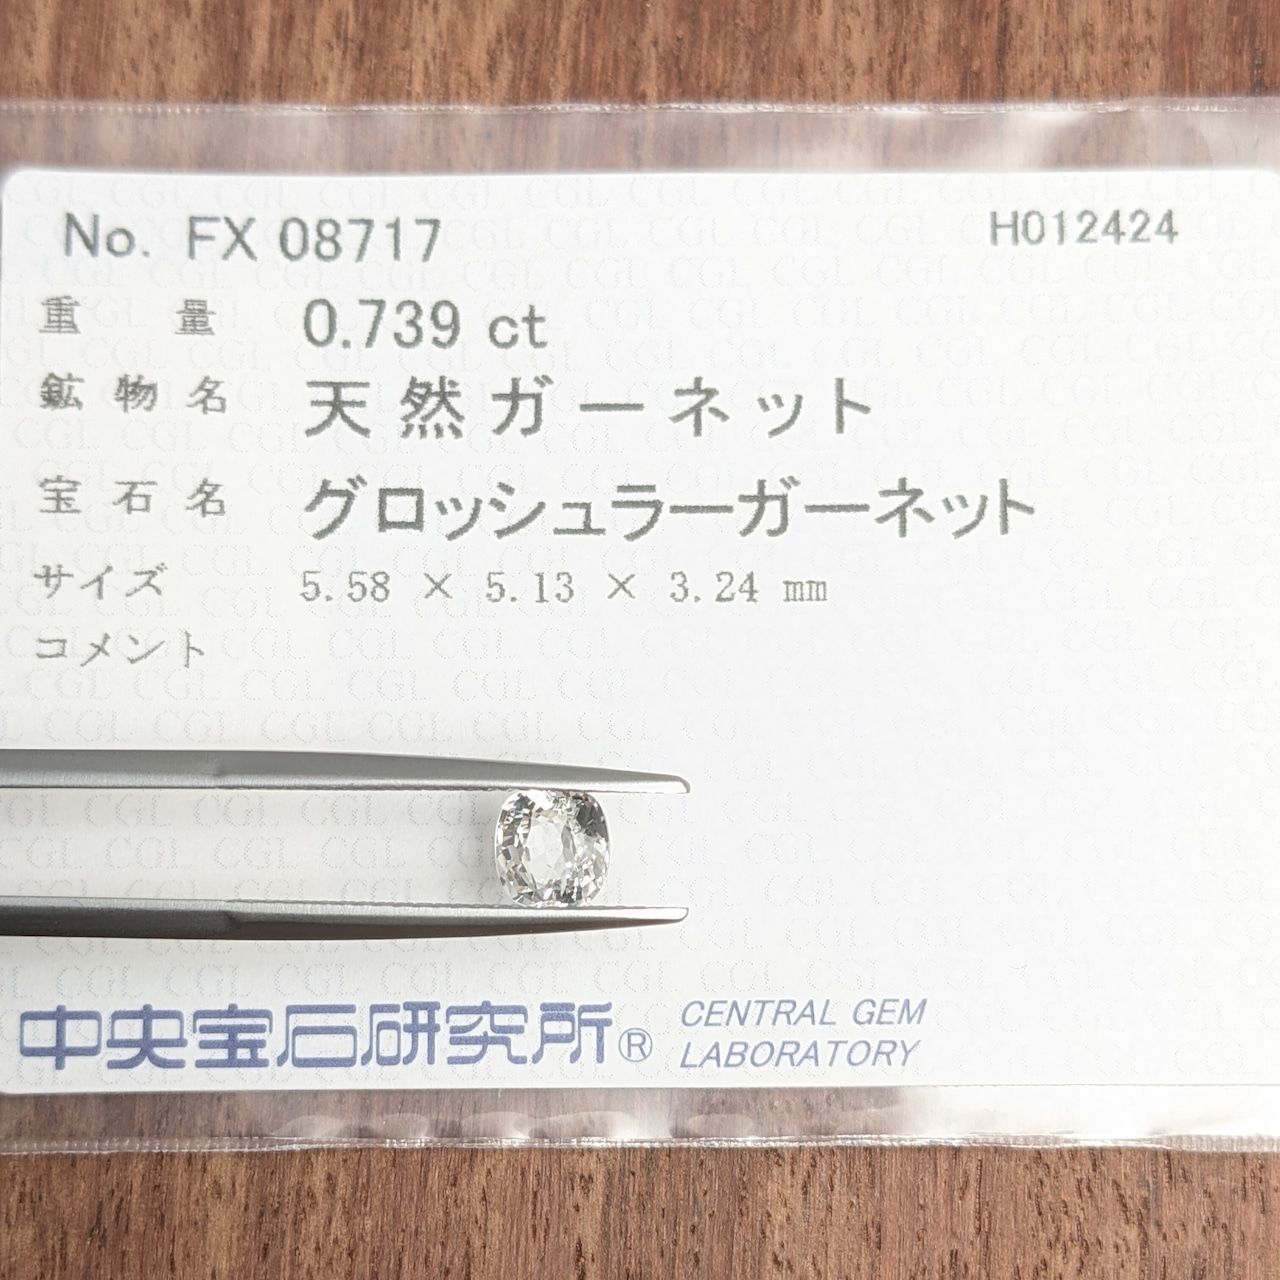 No. FX 08717 H012424
重量 0.739 ct
鉱物名 天然ガーネット
宝石名 グロッシュラーガーネット
サイズ 5.58 × 5.13 × 3.24 mm
コメント
中央宝石研究所® CENTRAL GEM
LABORATORY